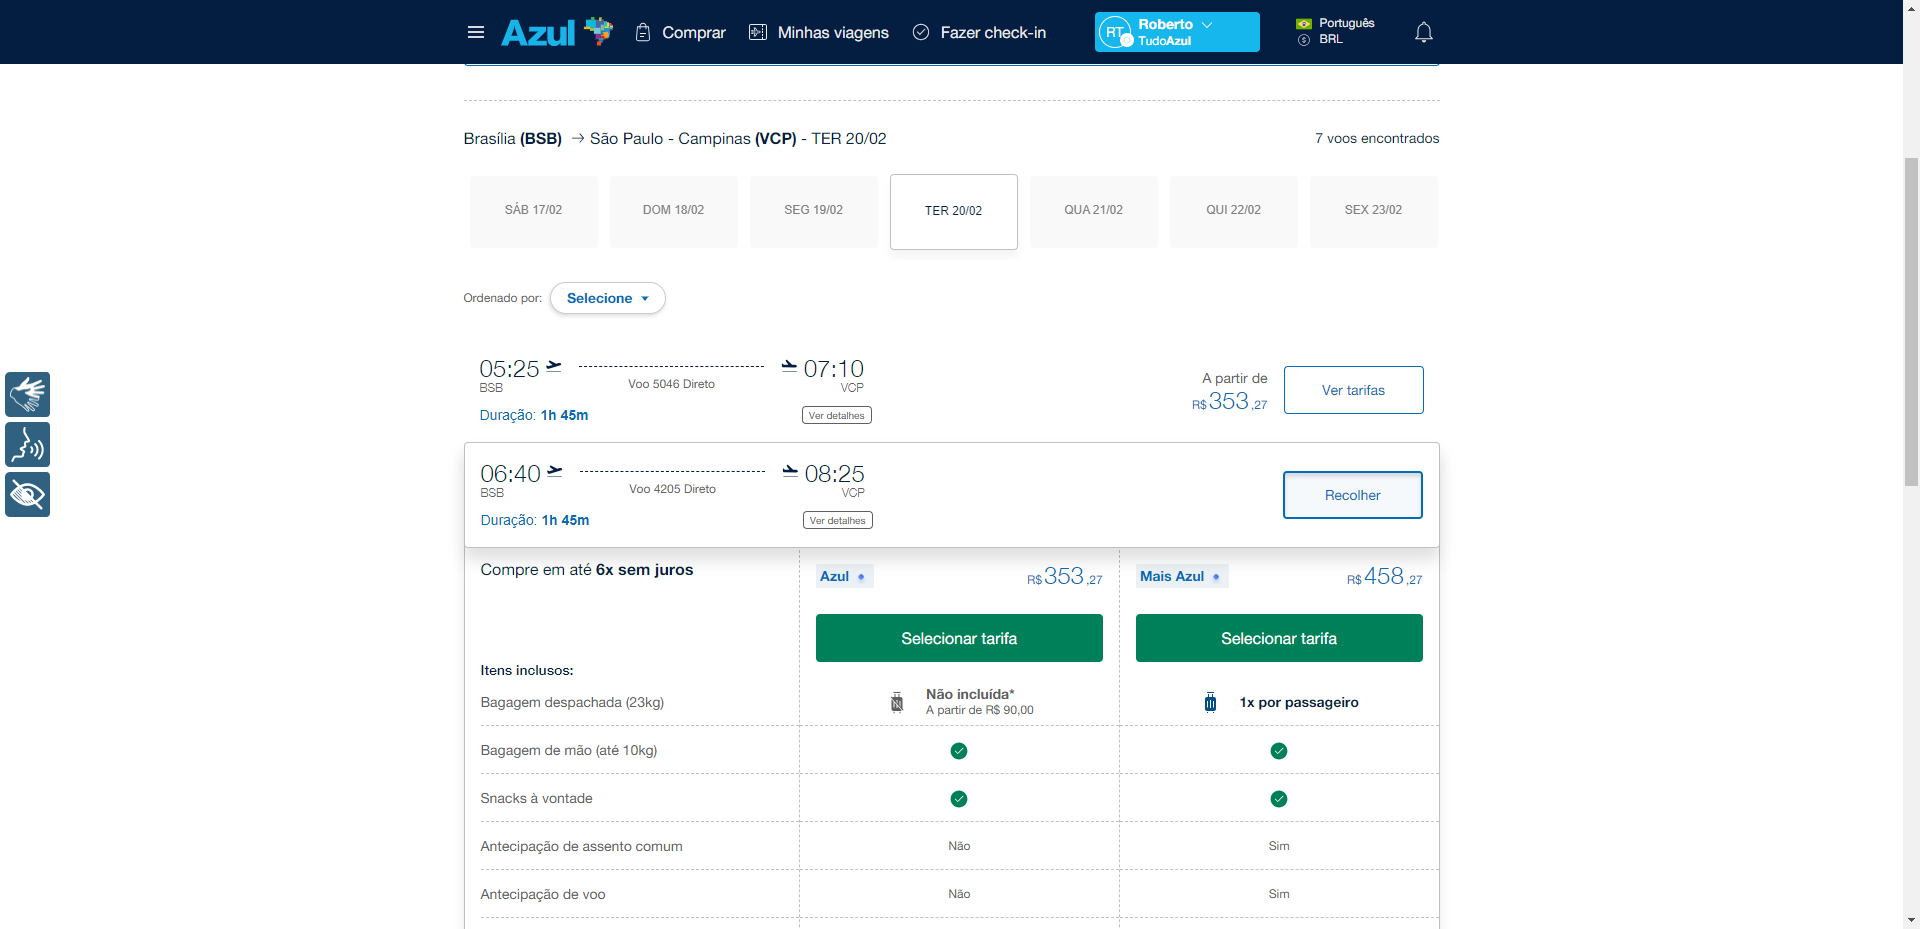 Azul
Comprar
Minhas viagens
Fazer check-in
RT
Roberto
TudoAzul
Português
BRL
Brasília (BSB) → São Paulo - Campinas (VCP) - TER 20/02
7 voos encontrados
SÁB 17/02
DOM 18/02
SEG 19/02
TER 20/02
QUA 21/02
QUI 22/02
SEX 23/02
Ordenado por:
Selecione
05:25
07:10
BSB
Voo 5046 Direto
VCP
Duração: 1h 45m
Ver detalhes
A partir de
R$353,27
Ver tarifas
06:40
08:25
BSB
Voo 4205 Direto
VCP
Duração: 1h 45m
Ver detalhes
Recolher
Compre em até 6x sem juros
Azul
R$353,27
Mais Azul
R$458,27
Selecionar tarifa
Selecionar tarifa
Itens inclusos:
Bagagem despachada (23kg)
Não incluída*
A partir de R$ 90,00
1x por passageiro
Bagagem de mão (até 10kg)
Snacks à vontade
Antecipação de assento comum
Não
Sim
Antecipação de voo
Não
Sim